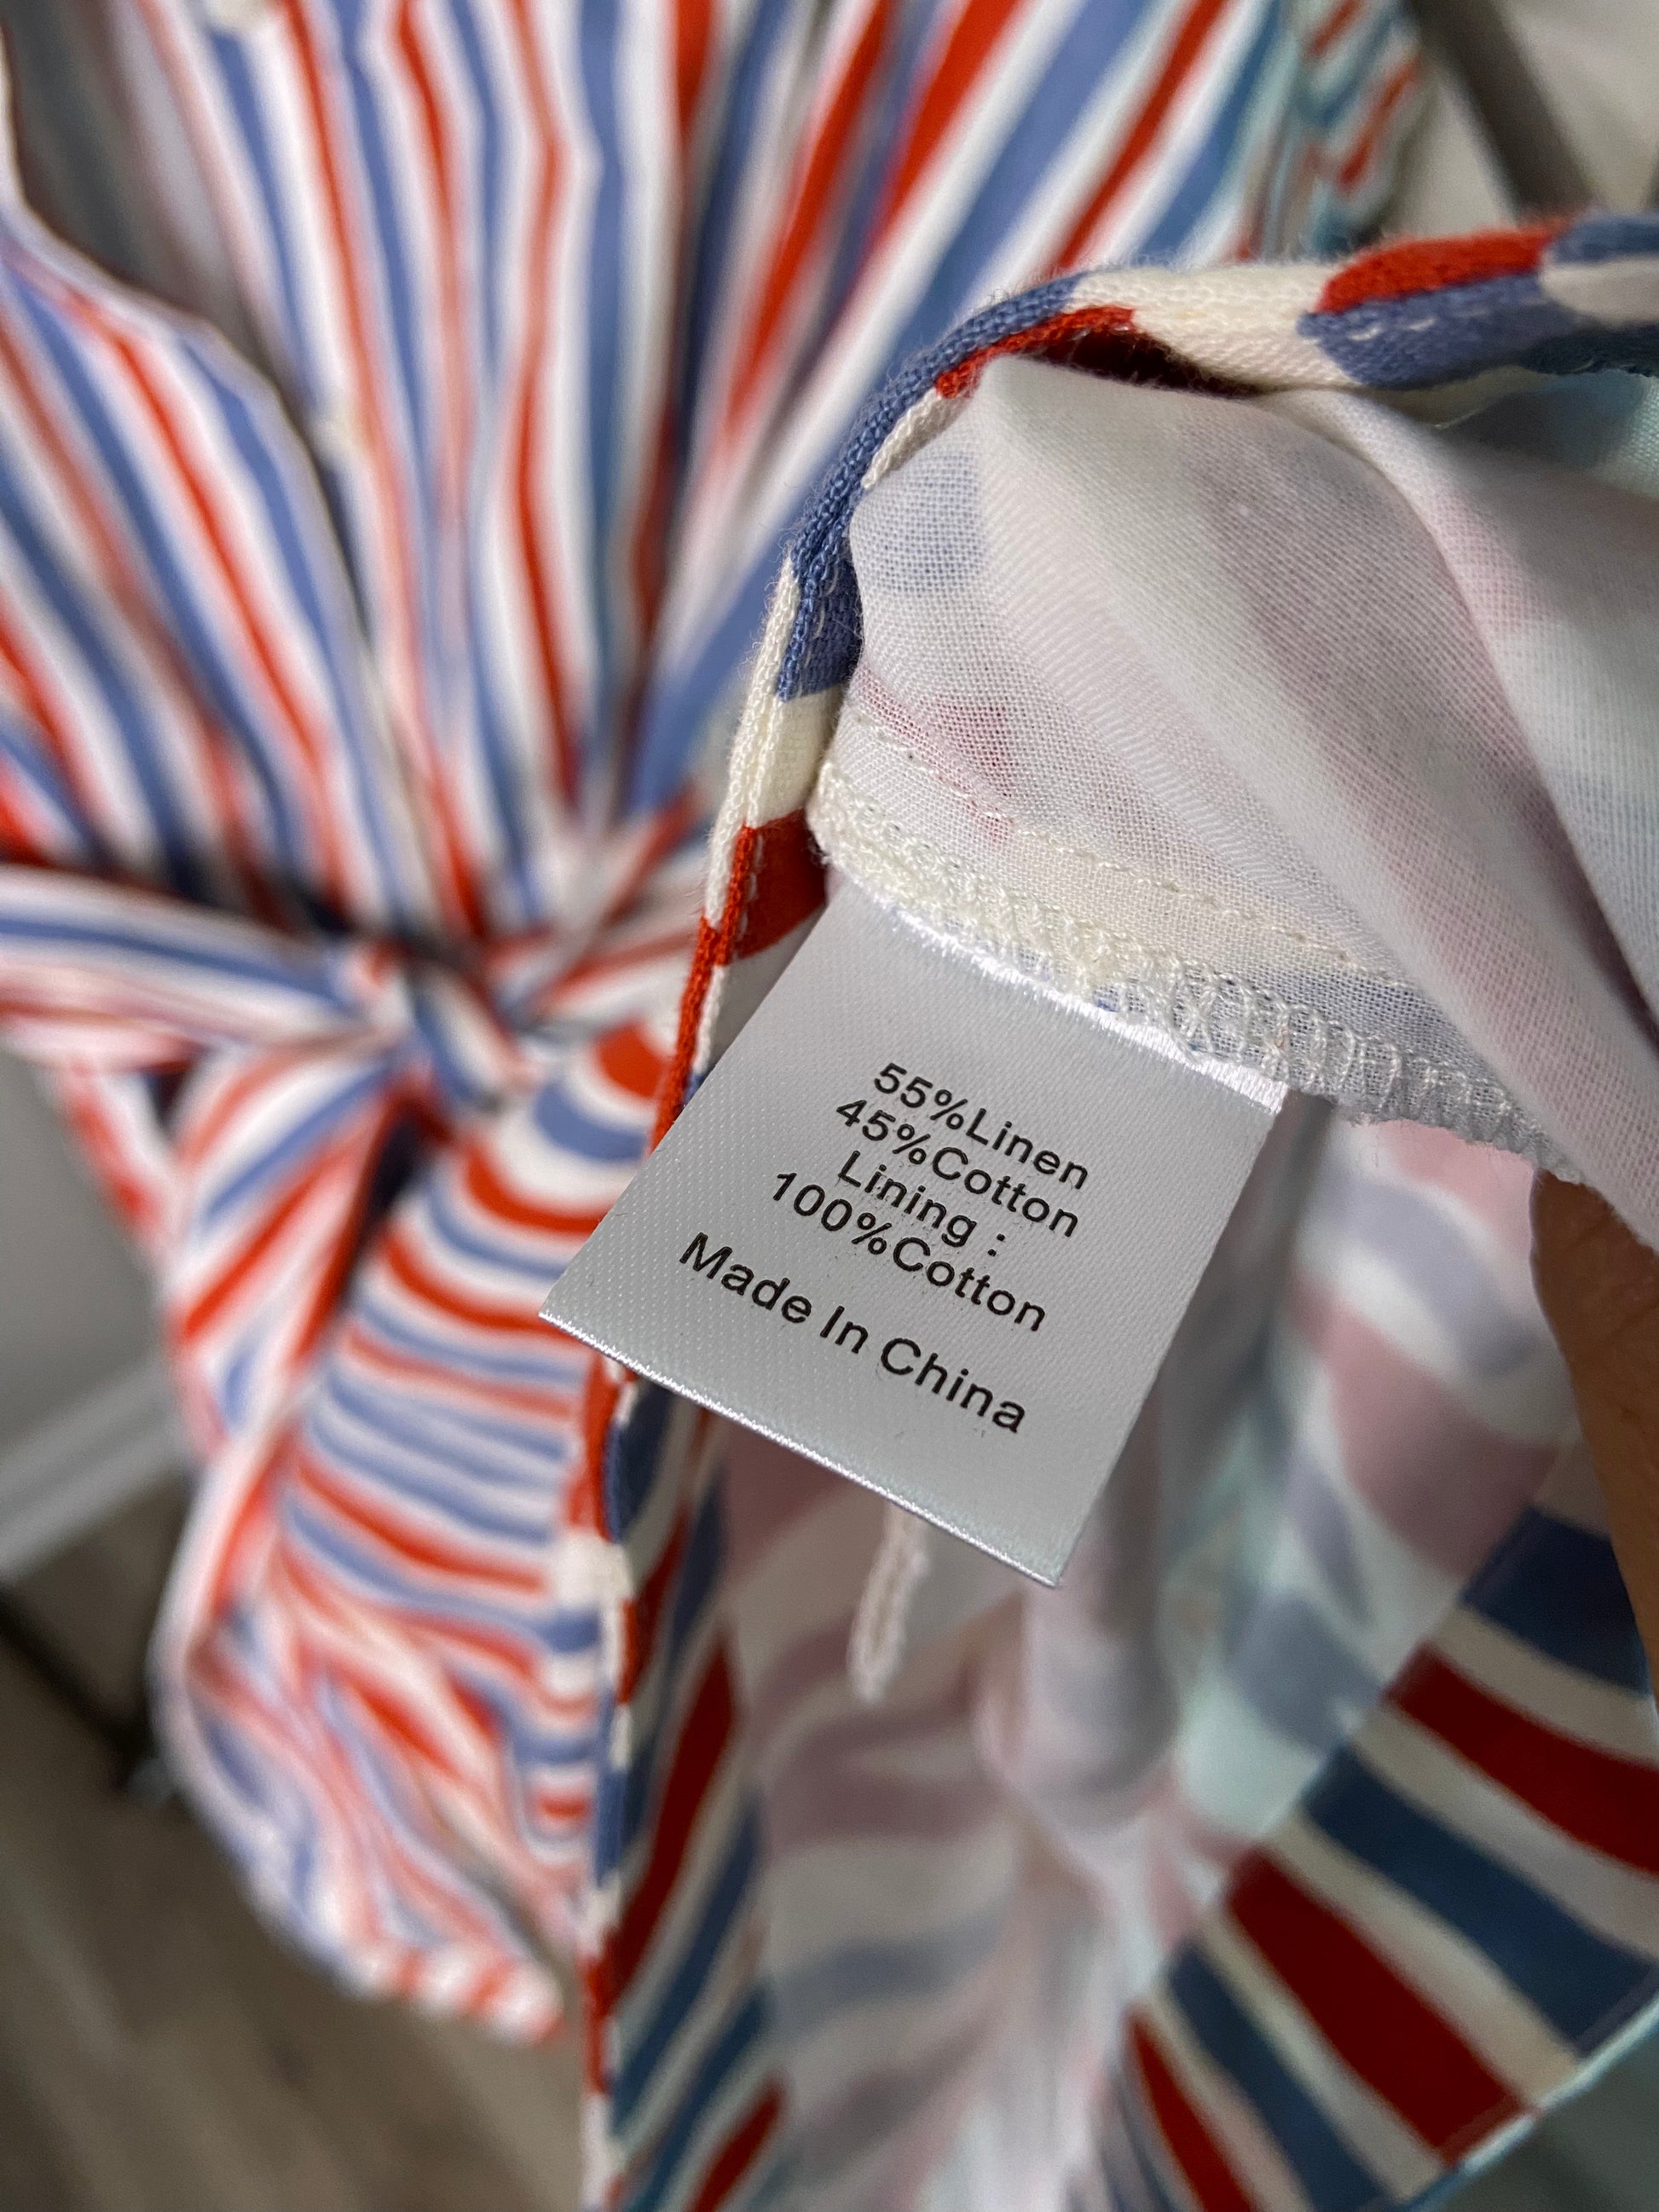 55%Linen
45%Cotton
Lining :
100%Cotton
Made In China